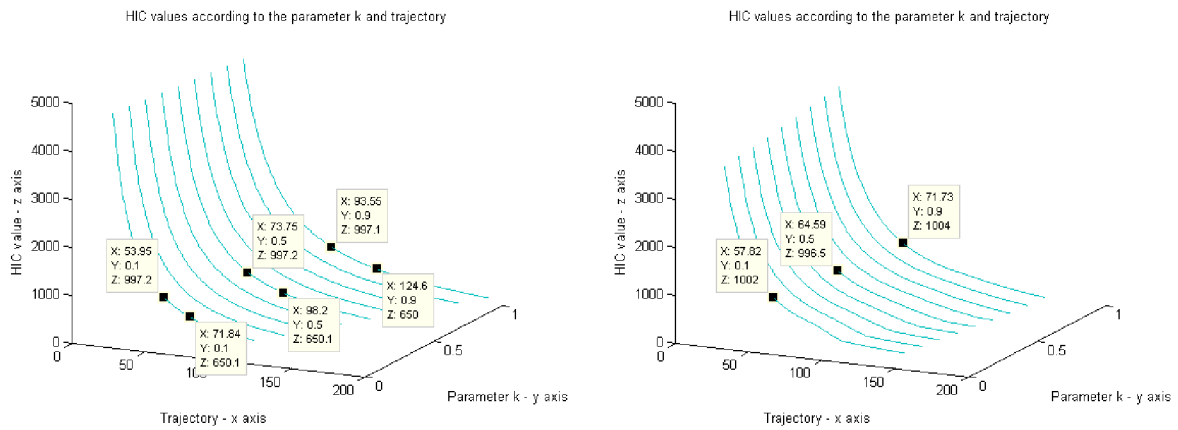 HIC values according to the parameter k and trajectory
5000
4000
3000
2000
1000
0
HIC value - z axis
0
50
100
150
200
Trajectory - x axis
0
0.5
1
Parameter k - y axis
X: 53.95
Y: 0.1
Z: 997.2
X: 71.84
Y: 0.1
Z: 650.1
X: 73.75
Y: 0.5
Z: 997.2
X: 98.2
Y: 0.5
Z: 650.1
X: 93.55
Y: 0.9
Z: 997.1
X: 124.6
Y: 0.9
Z: 650
HIC values according to the parameter k and trajectory
5000
4000
3000
2000
1000
0
HIC value - z axis
0
50
100
150
200
Trajectory - x axis
0
0.5
1
Parameter k - y axis
X: 57.82
Y: 0.1
Z: 1002
X: 64.59
Y: 0.5
Z: 996.5
X: 71.73
Y: 0.9
Z: 1004